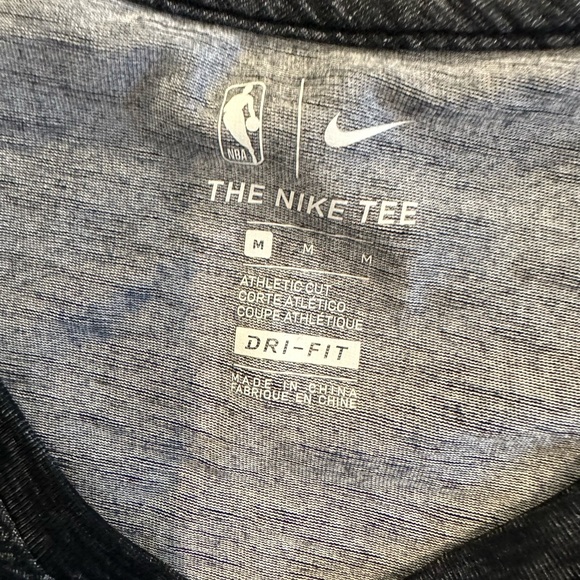 NBA
THE NIKE TEE
M M M
ATHLETIC CUT
CORTE ATLÉTICO
COUPE ATHLÉTIQUE
DRI-FIT
MADE IN CHINA
FABRIQUÉ EN CHINE